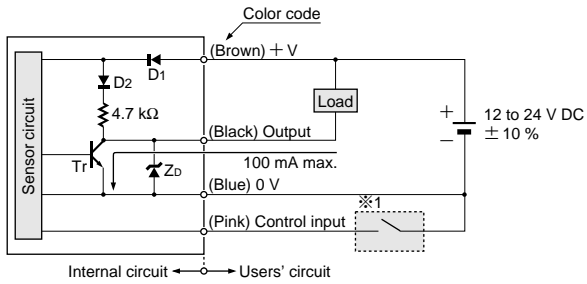 Color code
(Brown) + V
D1
D2
4.7 kΩ
Load
+
12 to 24 V DC
± 10 %
−
Sensor circuit
(Black) Output
Tr
ZD
100 mA max.
(Blue) 0 V
※1
(Pink) Control input
Internal circuit
Users' circuit